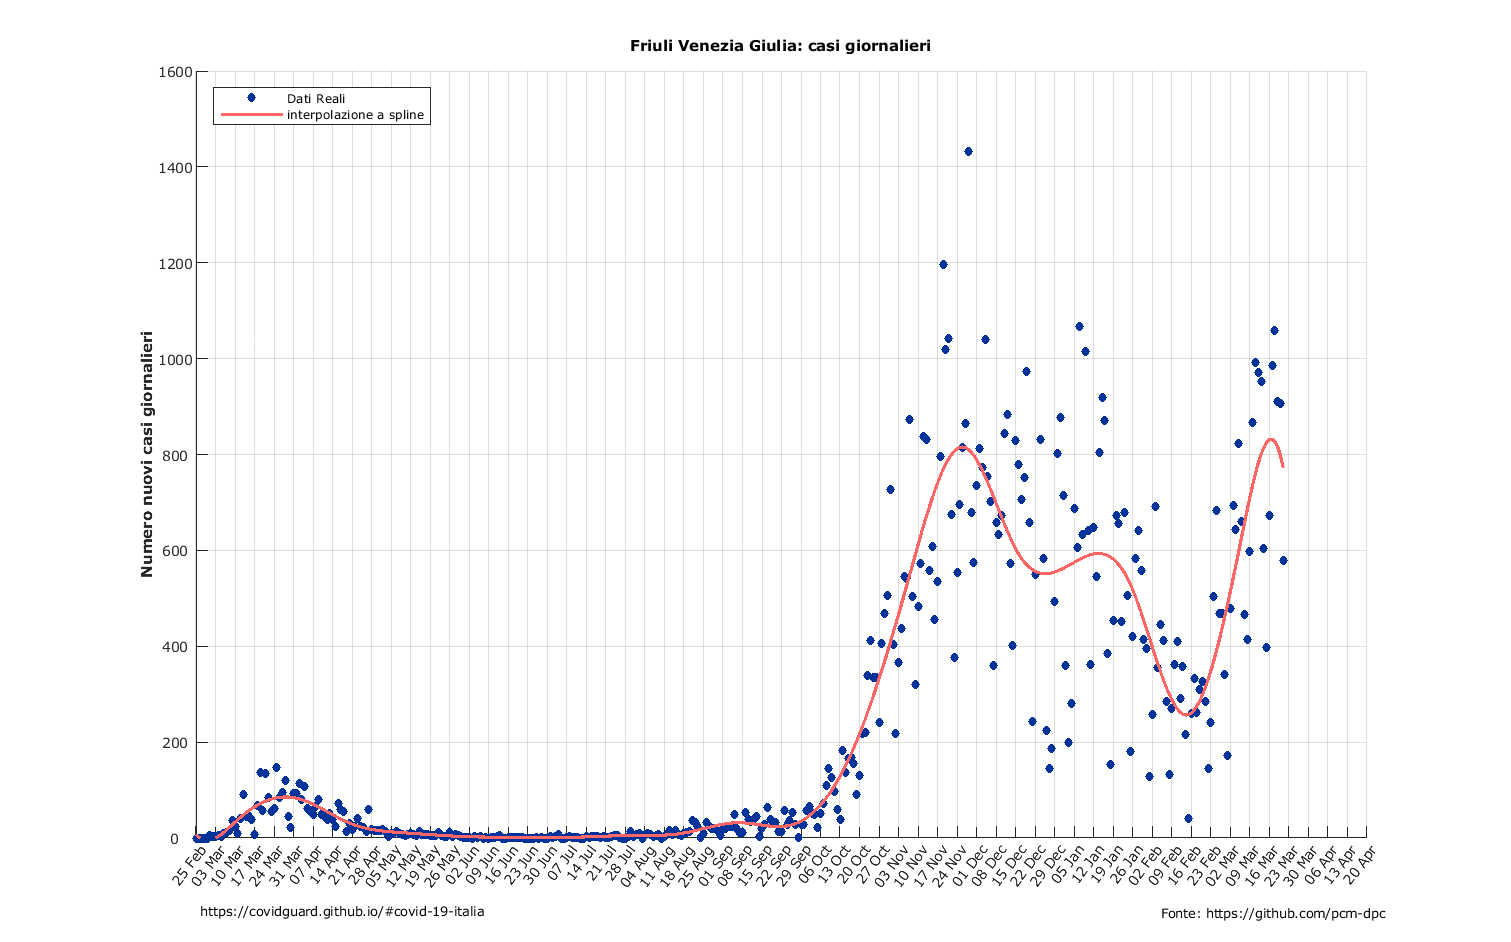 Friuli Venezia Giulia: casi giornalieri
Dati Reali
interpolazione a spline
Numero nuovi casi giornalieri
1600
1400
1200
1000
800
600
400
200
0
25 Feb
03 Mar
10 Mar
17 Mar
24 Mar
31 Mar
07 Apr
14 Apr
21 Apr
28 Apr
05 May
12 May
19 May
26 May
02 Jun
09 Jun
16 Jun
23 Jun
30 Jun
07 Jul
14 Jul
21 Jul
28 Jul
04 Aug
11 Aug
18 Aug
25 Aug
01 Sep
08 Sep
15 Sep
22 Sep
29 Sep
06 Oct
13 Oct
20 Oct
27 Oct
03 Nov
10 Nov
17 Nov
24 Nov
01 Dec
08 Dec
15 Dec
22 Dec
29 Dec
05 Jan
12 Jan
19 Jan
26 Jan
02 Feb
09 Feb
16 Feb
23 Feb
02 Mar
09 Mar
16 Mar
23 Mar
30 Mar
06 Apr
13 Apr
20 Apr
https://covidguard.github.io/#covid-19-italia
Fonte: https://github.com/pcm-dpc